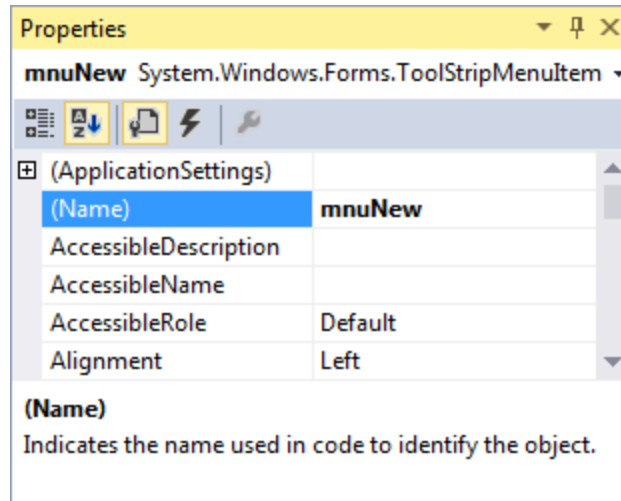 Properties
mnuNew System.Windows.Forms.ToolStripMenuItem
(ApplicationSettings)
(Name) mnuNew
AccessibleDescription
AccessibleName
AccessibleRole Default
Alignment Left
(Name)
Indicates the name used in code to identify the object.